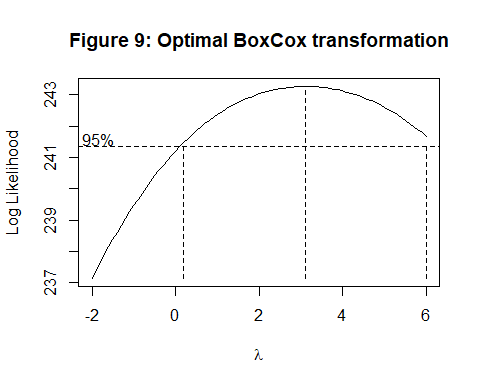 Figure 9: Optimal BoxCox transformation
243
95%
241
Log Likelihood
239
237
-2 0 2 4 6
λ